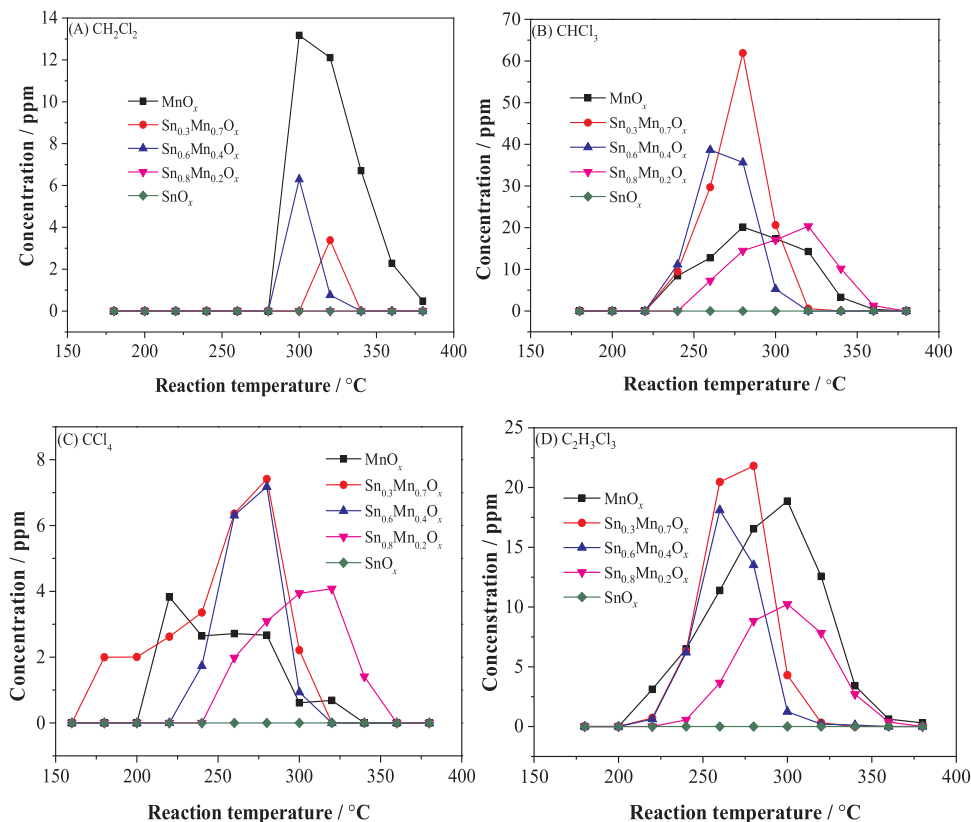 (A) CH₂Cl₂
14
12
10
8
6
4
2
0
Concentration / ppm
MnOₓ
Sn₀.₃Mn₀.₇Oₓ
Sn₀.₆Mn₀.₄Oₓ
Sn₀.₈Mn₀.₂Oₓ
SnOₓ
150 200 250 300 350 400
Reaction temperature / °C
(B) CHCl₃
70
60
50
40
30
20
10
0
Concentration / ppm
MnOₓ
Sn₀.₃Mn₀.₇Oₓ
Sn₀.₆Mn₀.₄Oₓ
Sn₀.₈Mn₀.₂Oₓ
SnOₓ
150 200 250 300 350 400
Reaction temperature / °C
(C) CCl₄
8
6
4
2
0
Concentration / ppm
MnOₓ
Sn₀.₃Mn₀.₇Oₓ
Sn₀.₆Mn₀.₄Oₓ
Sn₀.₈Mn₀.₂Oₓ
SnOₓ
150 200 250 300 350 400
Reaction temperature / °C
(D) C₂H₃Cl₃
25
20
15
10
5
0
Concenstration / ppm
MnOₓ
Sn₀.₃Mn₀.₇Oₓ
Sn₀.₆Mn₀.₄Oₓ
Sn₀.₈Mn₀.₂Oₓ
SnOₓ
150 200 250 300 350 400
Reaction temperature / °C